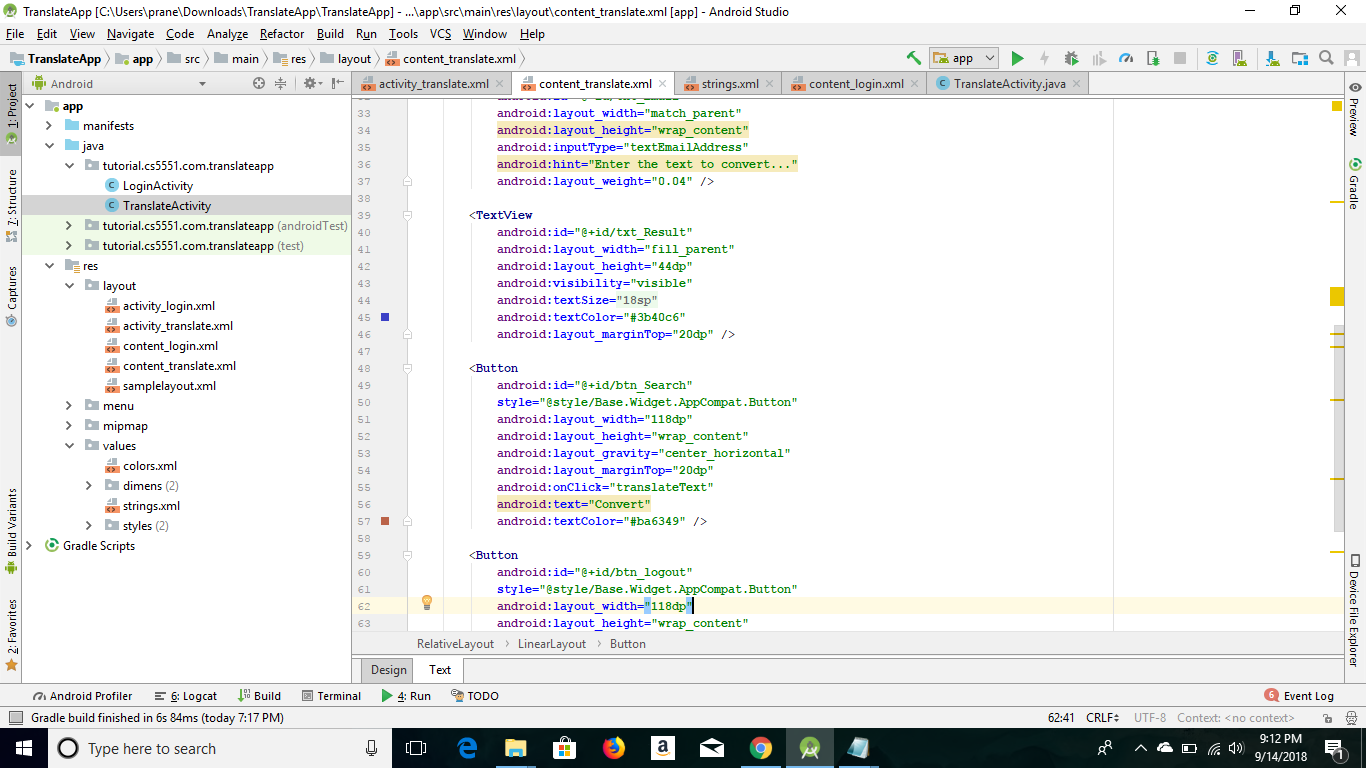 TranslateApp [C:\Users\prane\Downloads\TranslateApp\TranslateApp] - ...\app\src\main\res\layout\content_translate.xml [app] - Android Studio
File Edit View Navigate Code Analyze Refactor Build Run Tools VCS Window Help
TranslateApp app src main res layout content_translate.xml app
Android
activity_translate.xml content_translate.xml strings.xml content_login.xml TranslateActivity.java
1: Project
7: Structure
Captures
Build Variants
2: Favorites
app
manifests
java
tutorial.cs5551.com.translateapp
LoginActivity
TranslateActivity
tutorial.cs5551.com.translateapp (androidTest)
tutorial.cs5551.com.translateapp (test)
res
layout
activity_login.xml
activity_translate.xml
content_login.xml
content_translate.xml
samplelayout.xml
menu
mipmap
values
colors.xml
dimens (2)
strings.xml
styles (2)
Gradle Scripts
33 android:layout_width="match_parent"
34 android:layout_height="wrap_content"
35 android:inputType="textEmailAddress"
36 android:hint="Enter the text to convert..."
37 android:layout_weight="0.04" />
38
39 <TextView
40 android:id="@+id/txt_Result"
41 android:layout_width="fill_parent"
42 android:layout_height="44dp"
43 android:visibility="visible"
44 android:textSize="18sp"
45 android:textColor="#3b40c6"
46 android:layout_marginTop="20dp" />
47
48 <Button
49 android:id="@+id/btn_Search"
50 style="@style/Base.Widget.AppCompat.Button"
51 android:layout_width="118dp"
52 android:layout_height="wrap_content"
53 android:layout_gravity="center_horizontal"
54 android:layout_marginTop="20dp"
55 android:onClick="translateText"
56 android:text="Convert"
57 android:textColor="#ba6349" />
58
59 <Button
60 android:id="@+id/btn_logout"
61 style="@style/Base.Widget.AppCompat.Button"
62 android:layout_width="118dp"
63 android:layout_height="wrap_content"
RelativeLayout LinearLayout Button
Design Text
Preview
Gradle
Device File Explorer
Android Profiler 6: Logcat Build Terminal 4: Run TODO 6 Event Log
Gradle build finished in 6s 84ms (today 7:17 PM) 62:41 CRLF UTF-8 Context: <no context>
Type here to search
9:12 PM
9/14/2018
1